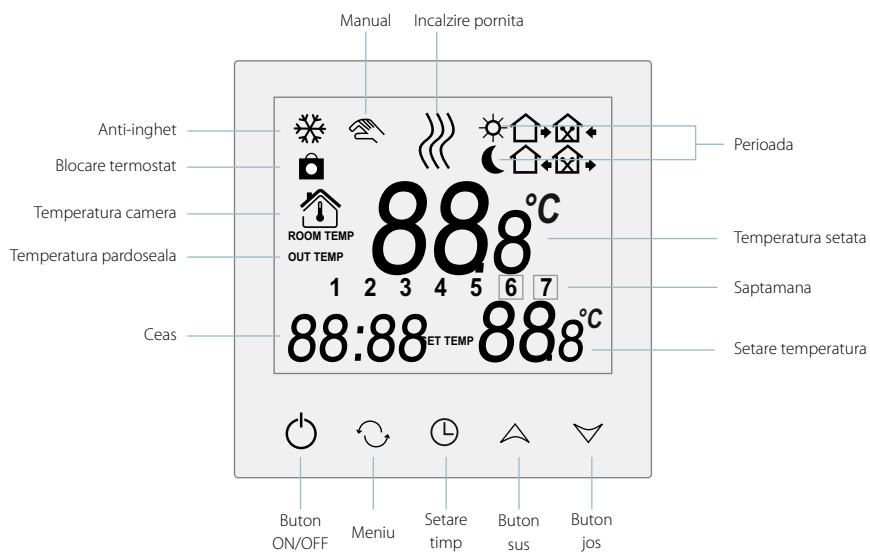 Manual
Incalzire pornita
Anti-inghet
Blocare termostat
Perioada
Temperatura camera
ROOM TEMP
88.8°C
Temperatura setata
Temperatura pardoseala
OUT TEMP
1 2 3 4 5 6 7
Saptamana
Ceas
88:88
SET TEMP
88.8°C
Setare temperatura
Buton
ON/OFF
Meniu
Setare
timp
Buton
sus
Buton
jos